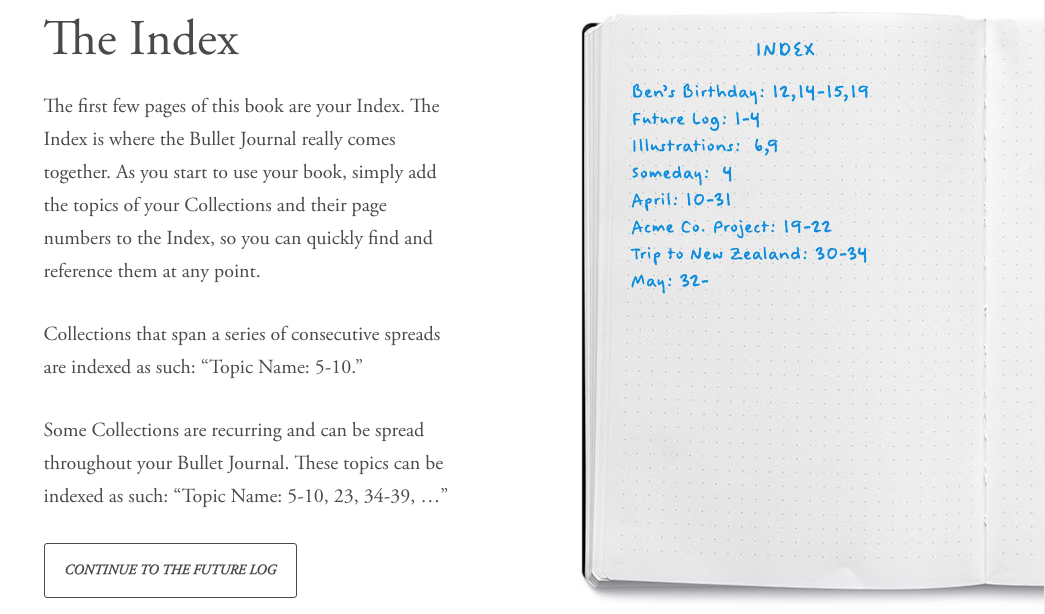 The Index
The first few pages of this book are your Index. The
Index is where the Bullet Journal really comes
together. As you start to use your book, simply add
the topics of your Collections and their page
numbers to the Index, so you can quickly find and
reference them at any point.
Collections that span a series of consecutive spreads
are indexed as such: “Topic Name: 5-10.”
Some Collections are recurring and can be spread
throughout your Bullet Journal. These topics can be
indexed as such: “Topic Name: 5-10, 23, 34-39, …”
CONTINUE TO THE FUTURE LOG
INDEX
Ben's Birthday: 12,14-15,19
Future Log: 1-4
Illustrations: 6,9
Someday: 4
April: 10-31
Acme Co. Project: 19-22
Trip to New Zealand: 30-34
May: 32-